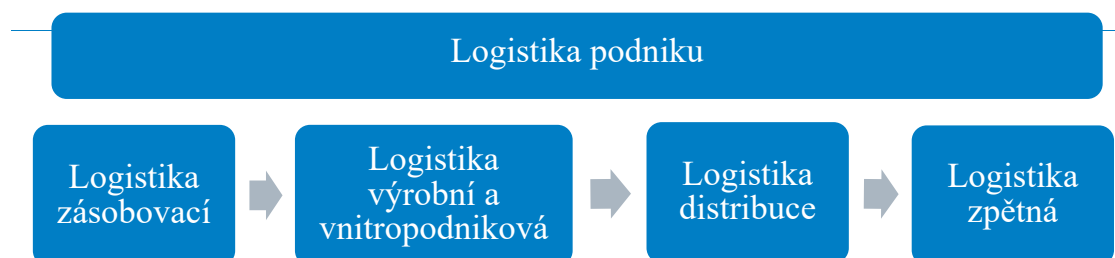 Logistika podniku
Logistika
zásobovací
Logistika
výrobní a
vnitropodniková
Logistika
distribuce
Logistika
zpětná